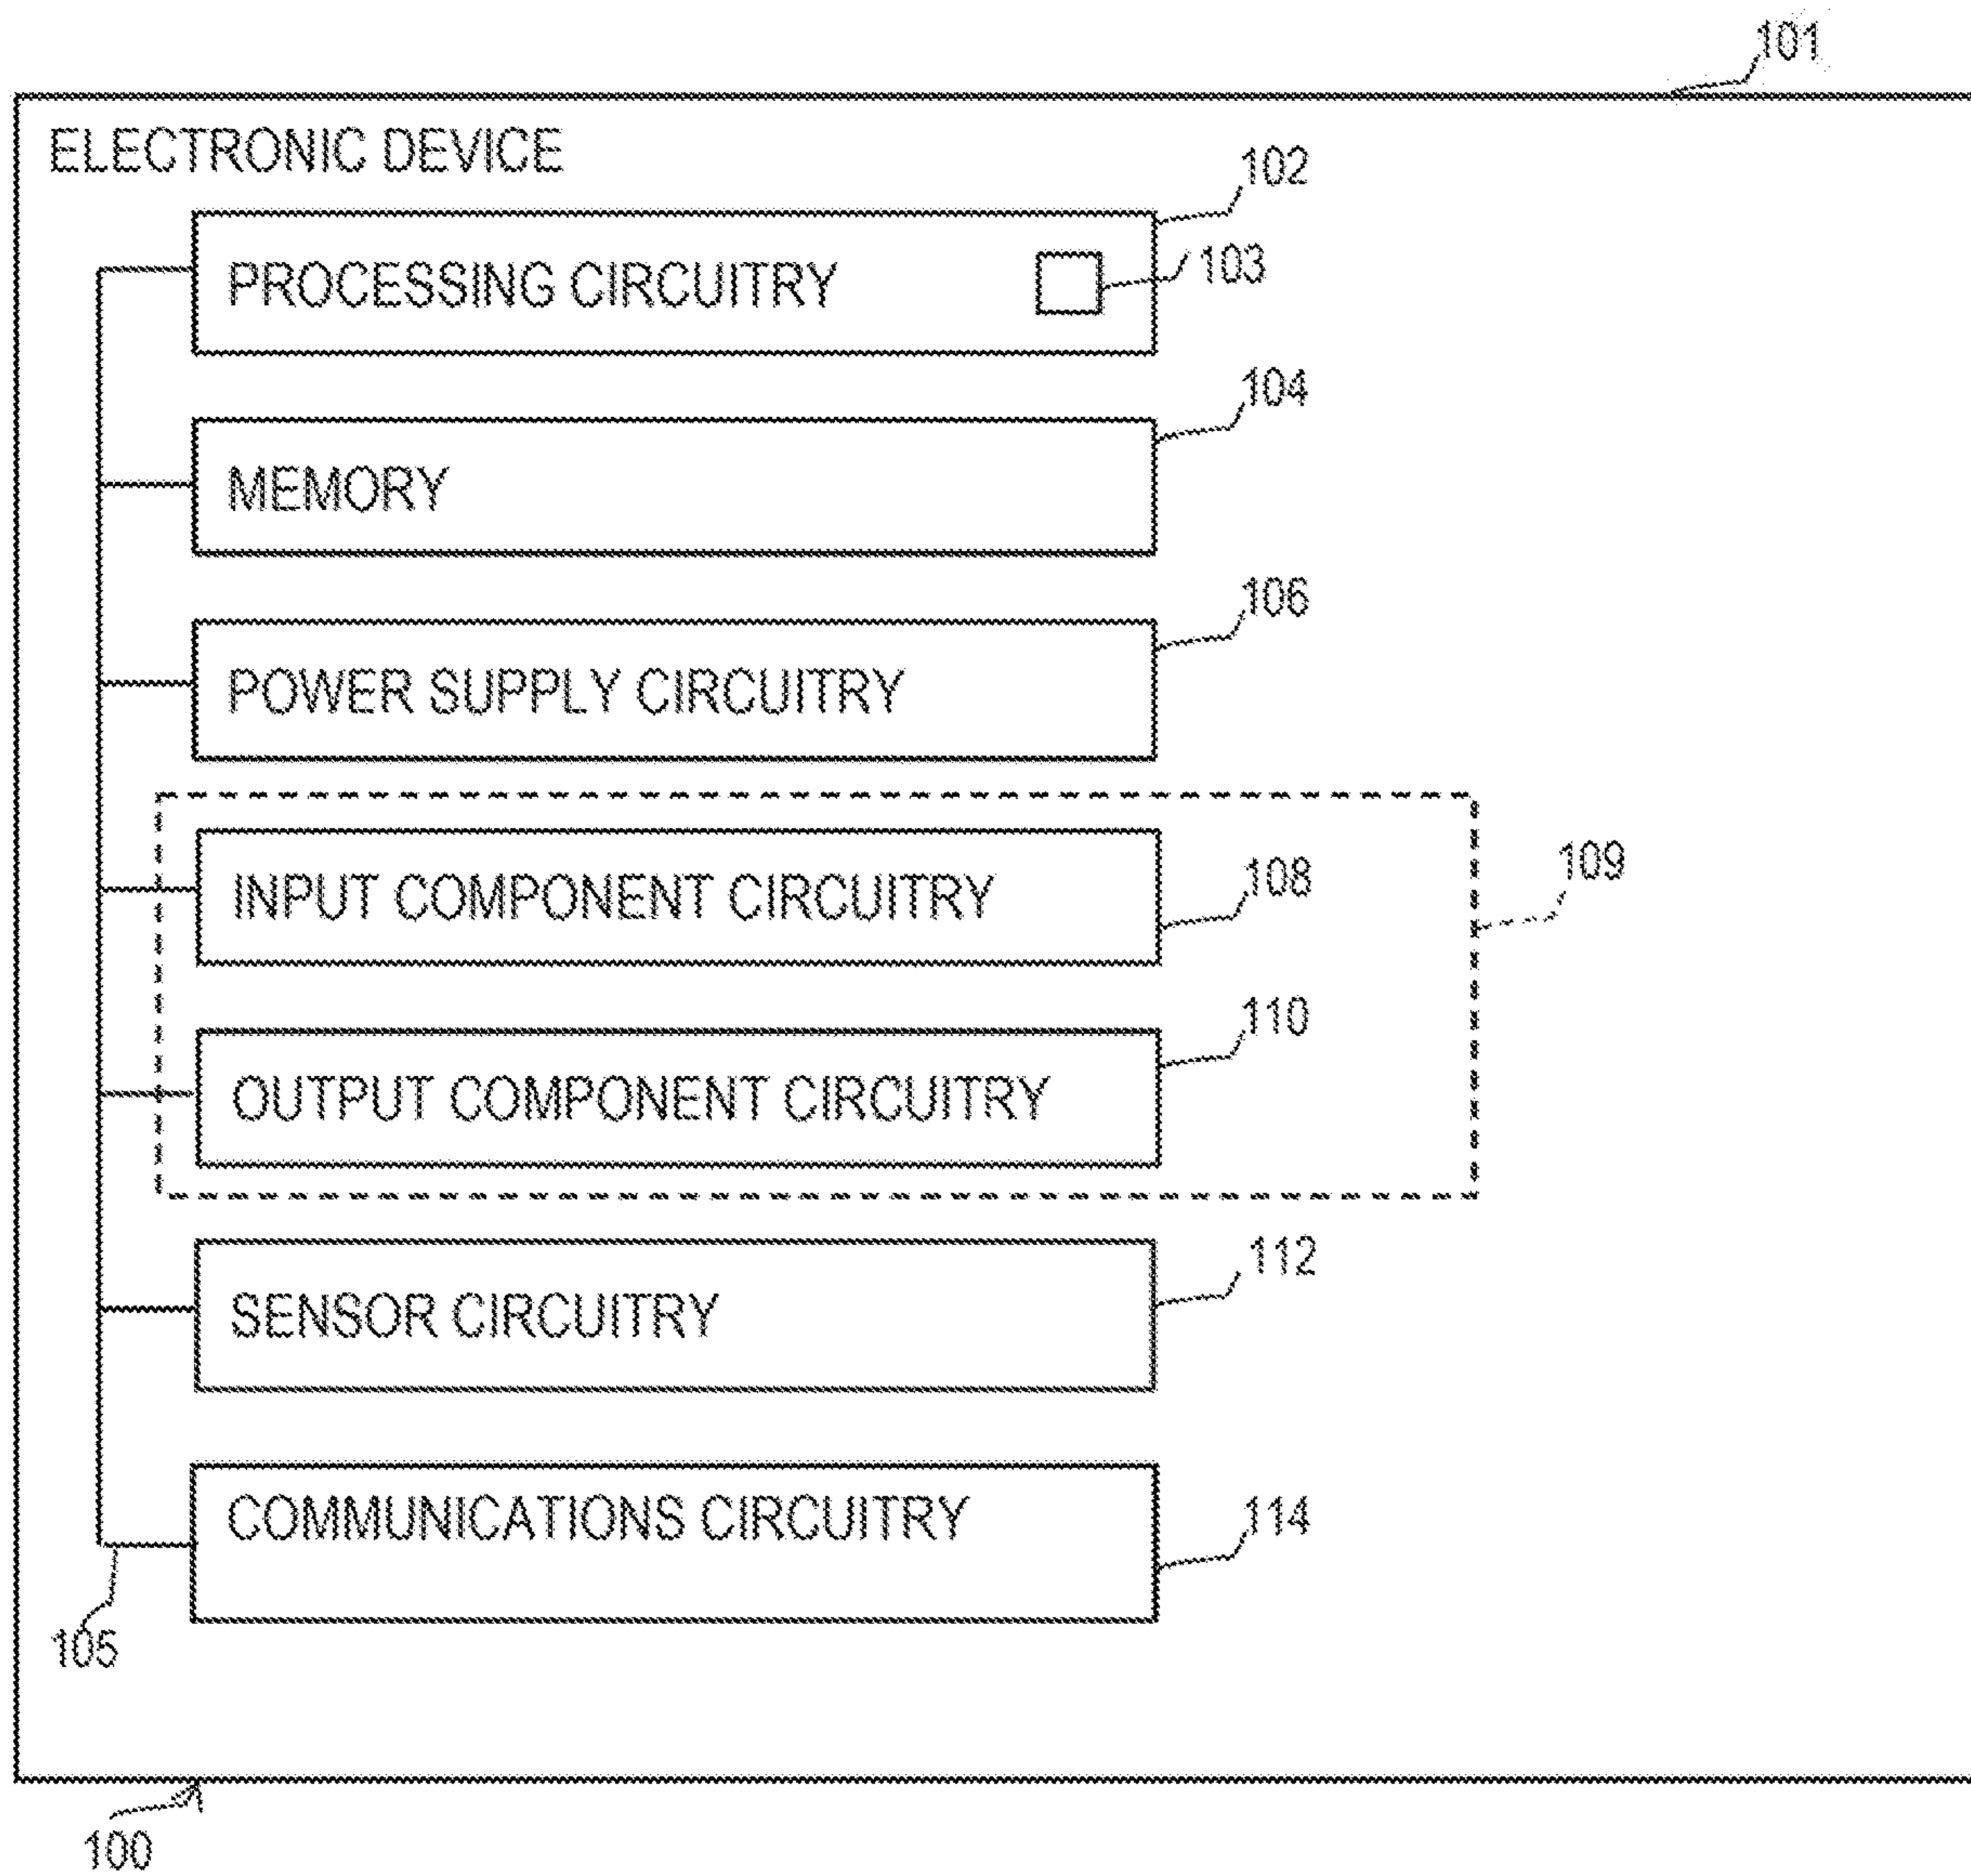 101
ELECTRONIC DEVICE
102
PROCESSING CIRCUITRY
103
104
MEMORY
106
POWER SUPPLY CIRCUITRY
109
INPUT COMPONENT CIRCUITRY
108
110
OUTPUT COMPONENT CIRCUITRY
112
SENSOR CIRCUITRY
COMMUNICATIONS CIRCUITRY
114
105
100